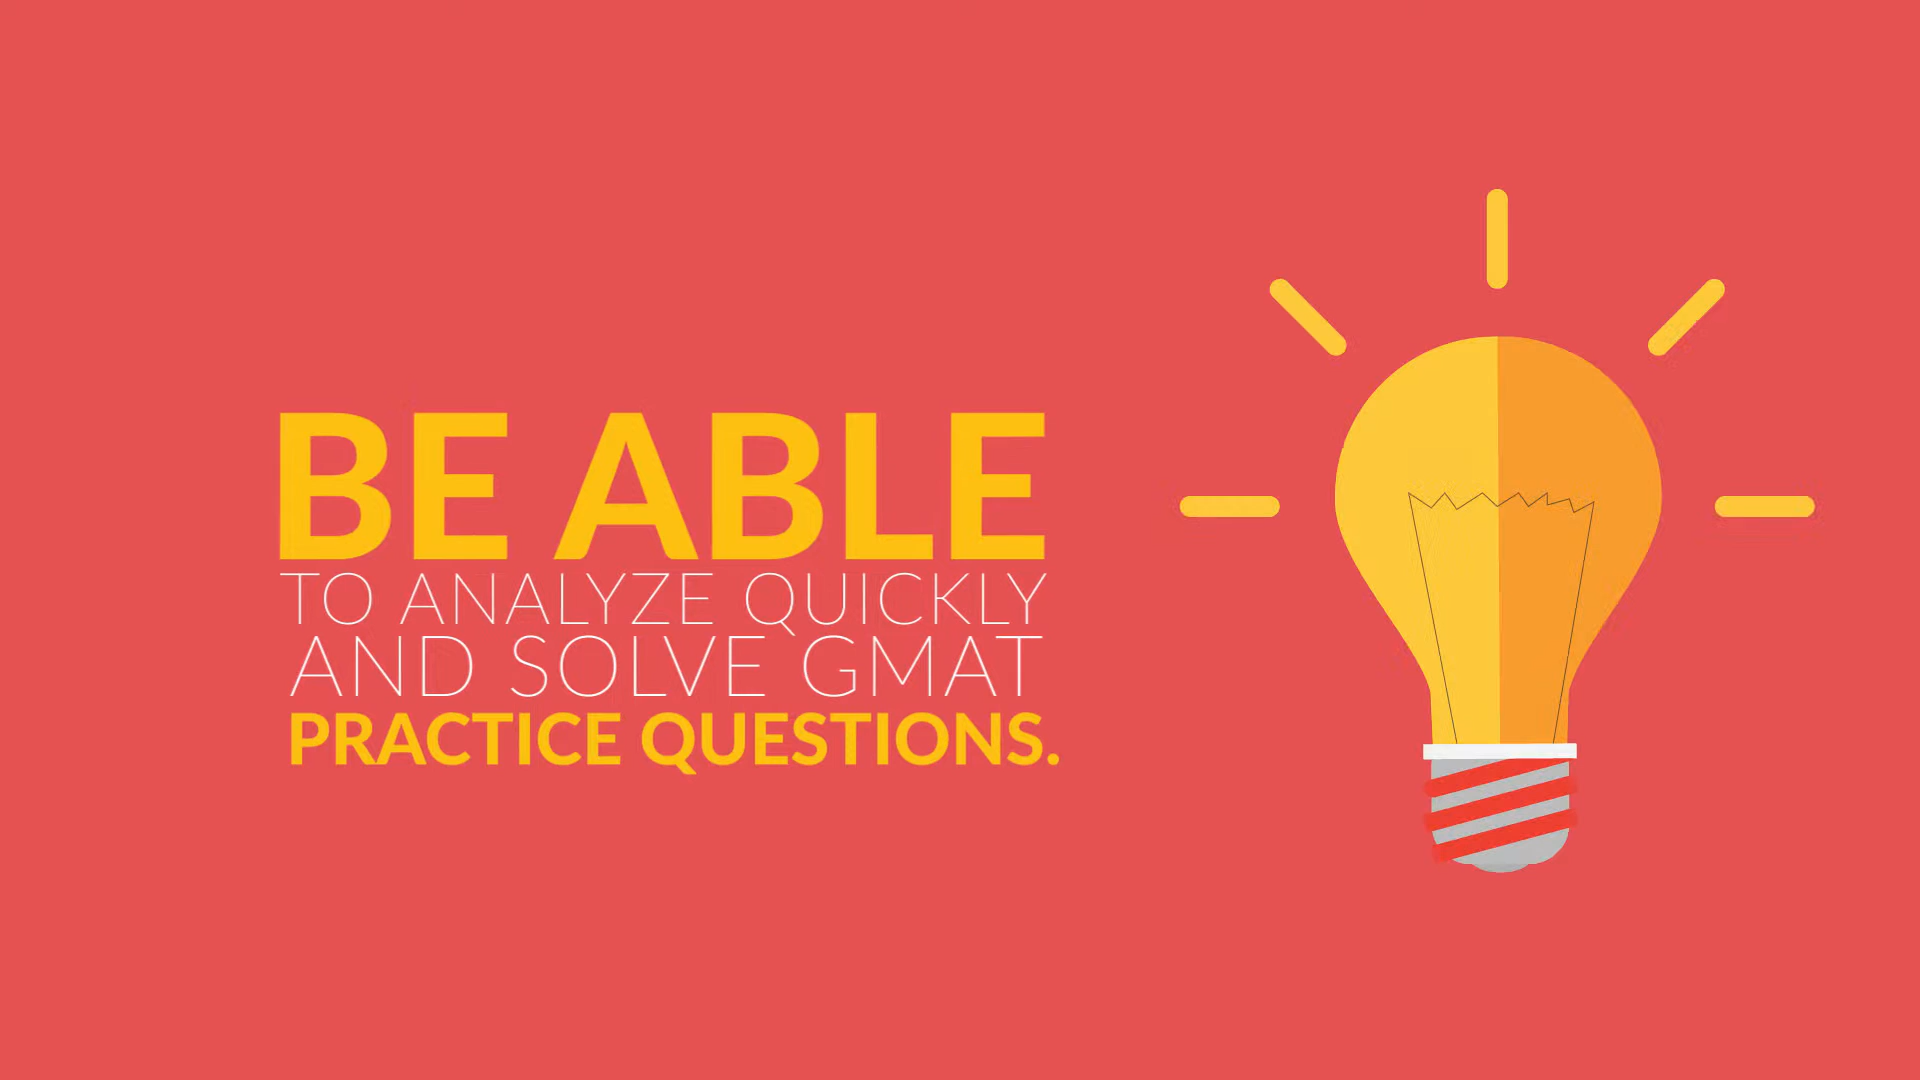 BE ABLE
TO ANALYZE QUICKLY
AND SOLVE GMAT
PRACTICE QUESTIONS.